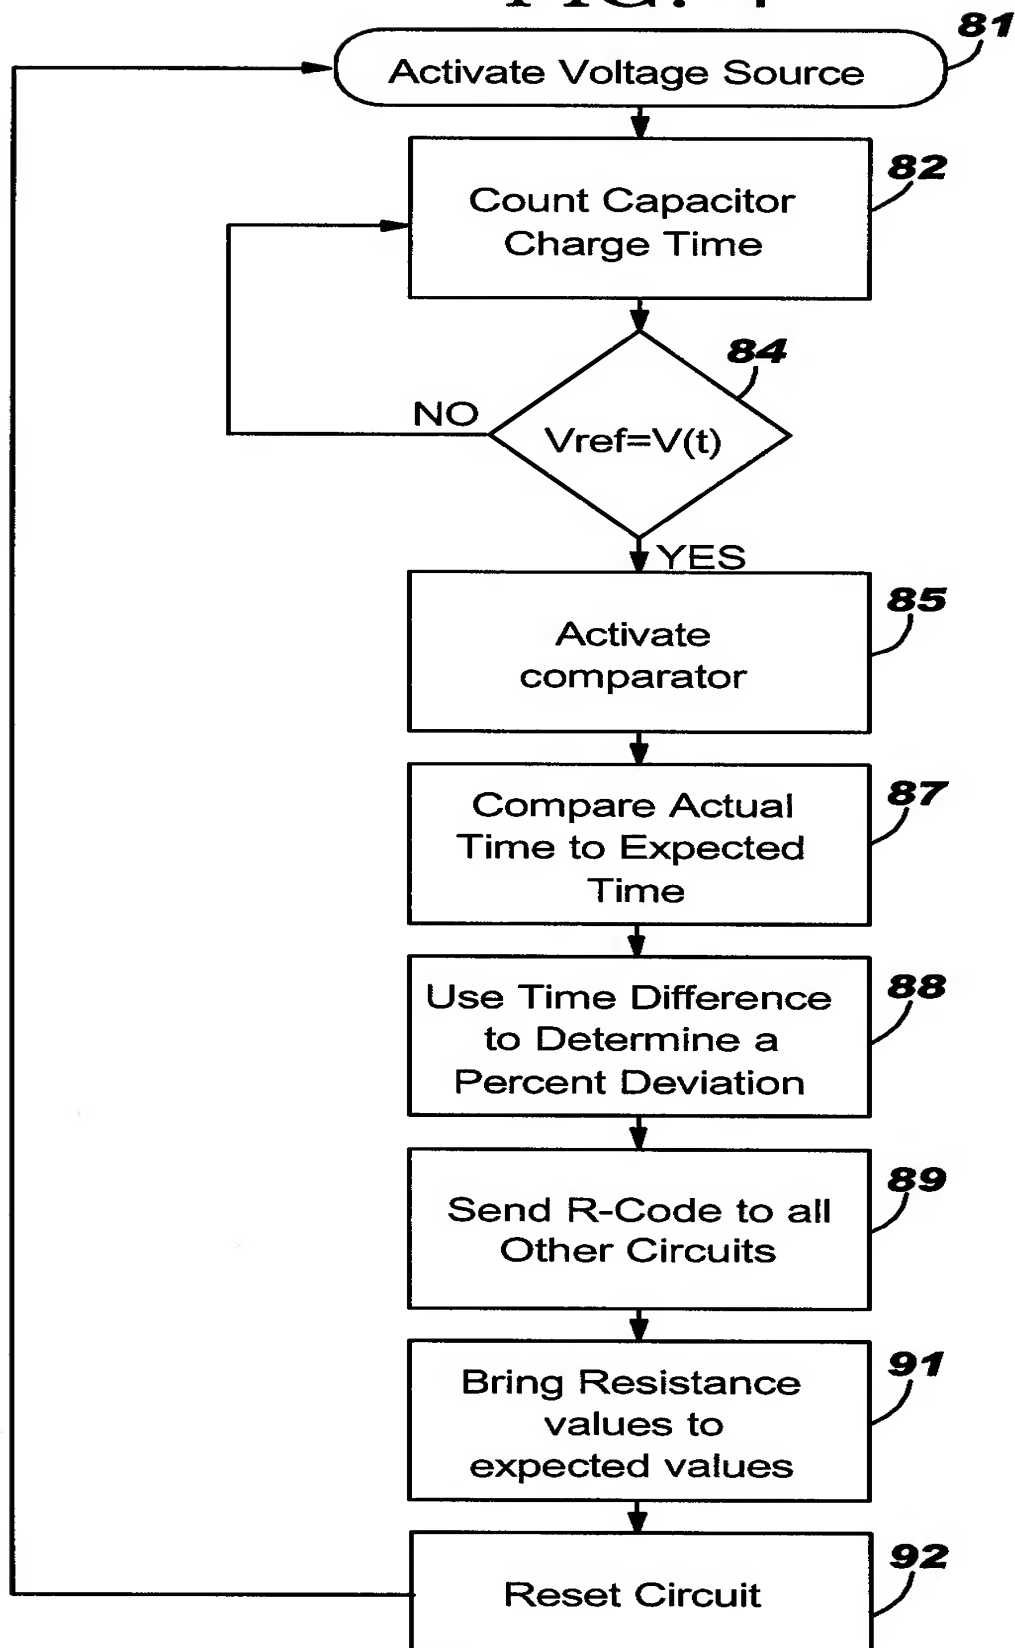 81
Activate Voltage Source
82
Count Capacitor
Charge Time
84
NO
Vref=V(t)
YES
85
Activate
comparator
87
Compare Actual
Time to Expected
Time
88
Use Time Difference
to Determine a
Percent Deviation
89
Send R-Code to all
Other Circuits
91
Bring Resistance
values to
expected values
92
Reset Circuit